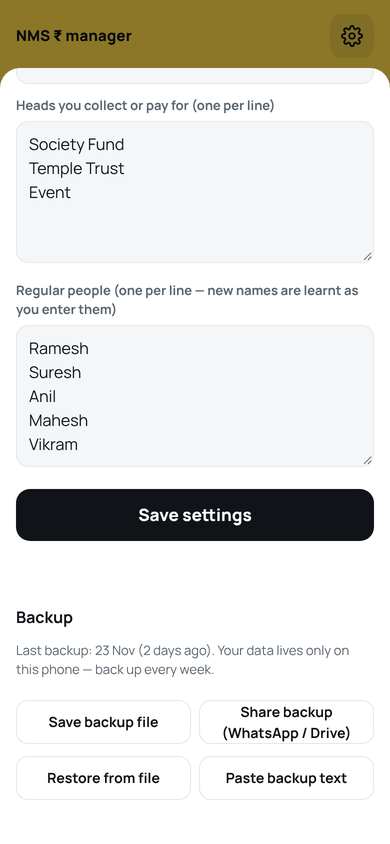 NMS ₹ manager
Heads you collect or pay for (one per line)
Society Fund
Temple Trust
Event
Regular people (one per line — new names are learnt as
you enter them)
Ramesh
Suresh
Anil
Mahesh
Vikram
Save settings
Backup
Last backup: 23 Nov (2 days ago). Your data lives only on
this phone — back up every week.
Save backup file
Share backup
(WhatsApp / Drive)
Restore from file
Paste backup text